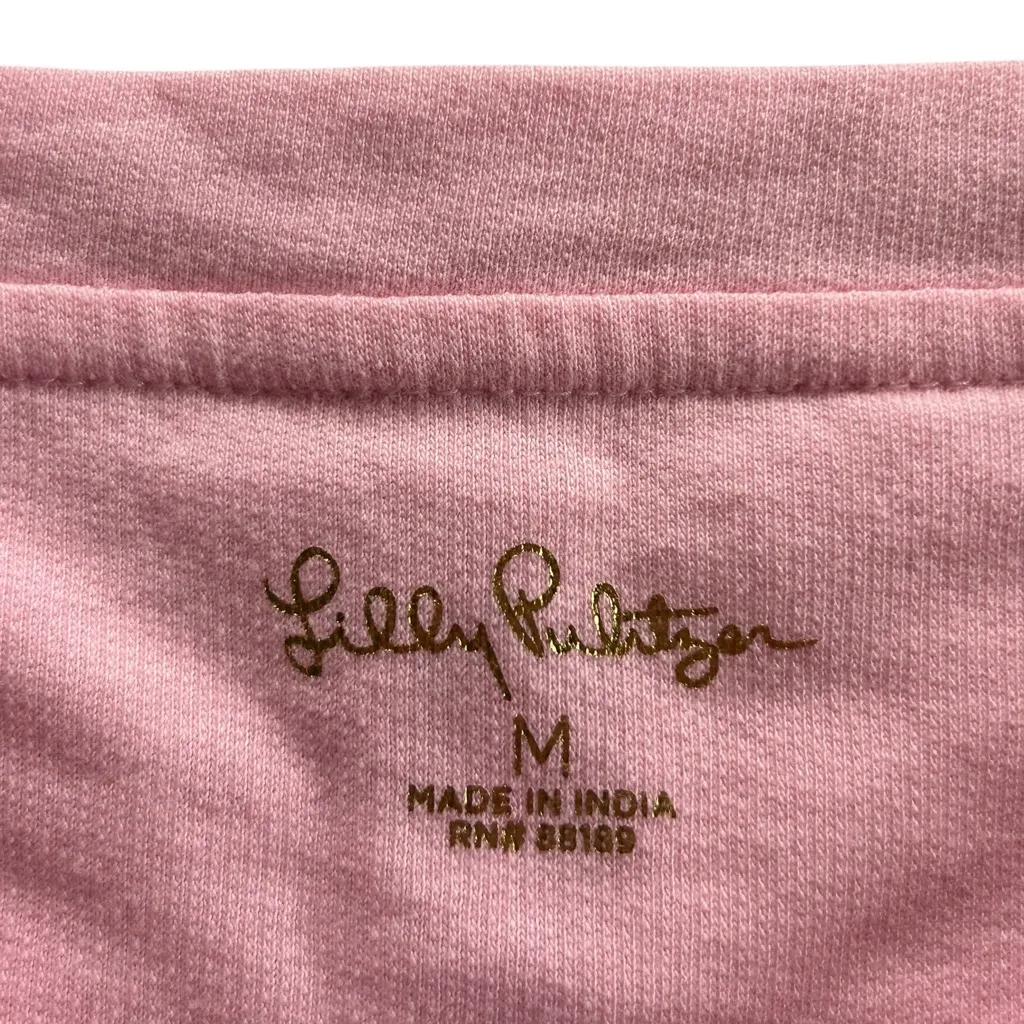 Lilly Pulitzer
M
MADE IN INDIA
RN# 88189